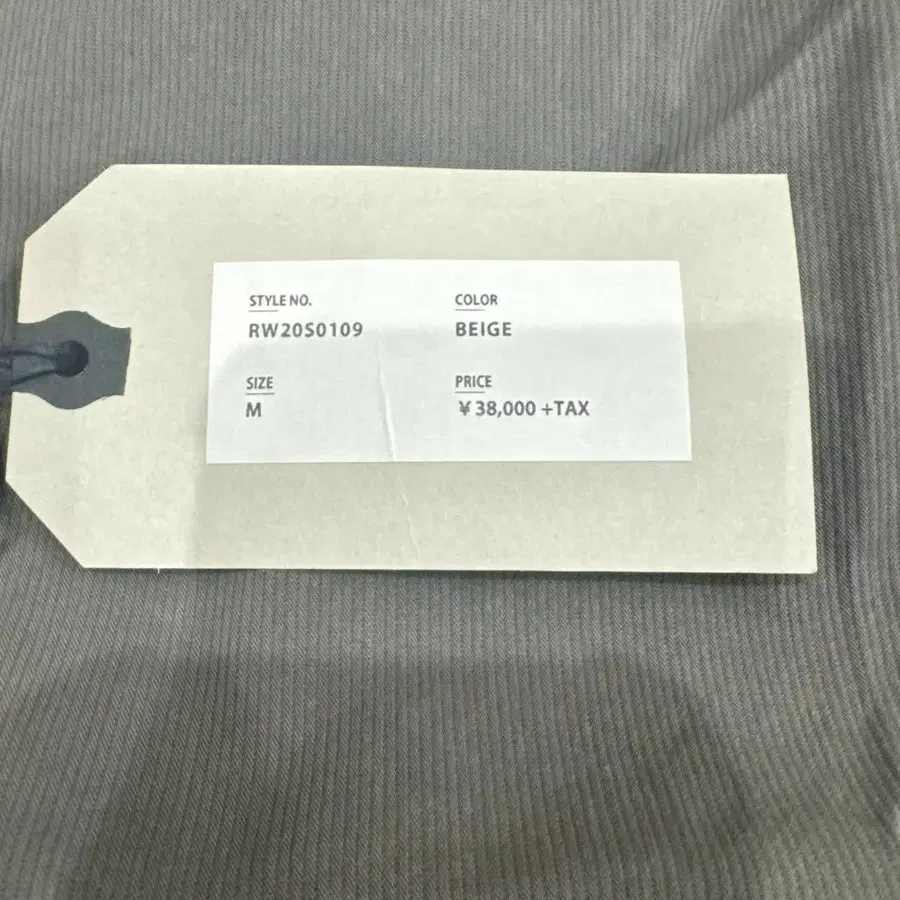 STYLE NO.
RW20S0109
COLOR
BEIGE
SIZE
M
PRICE
¥38,000 +TAX